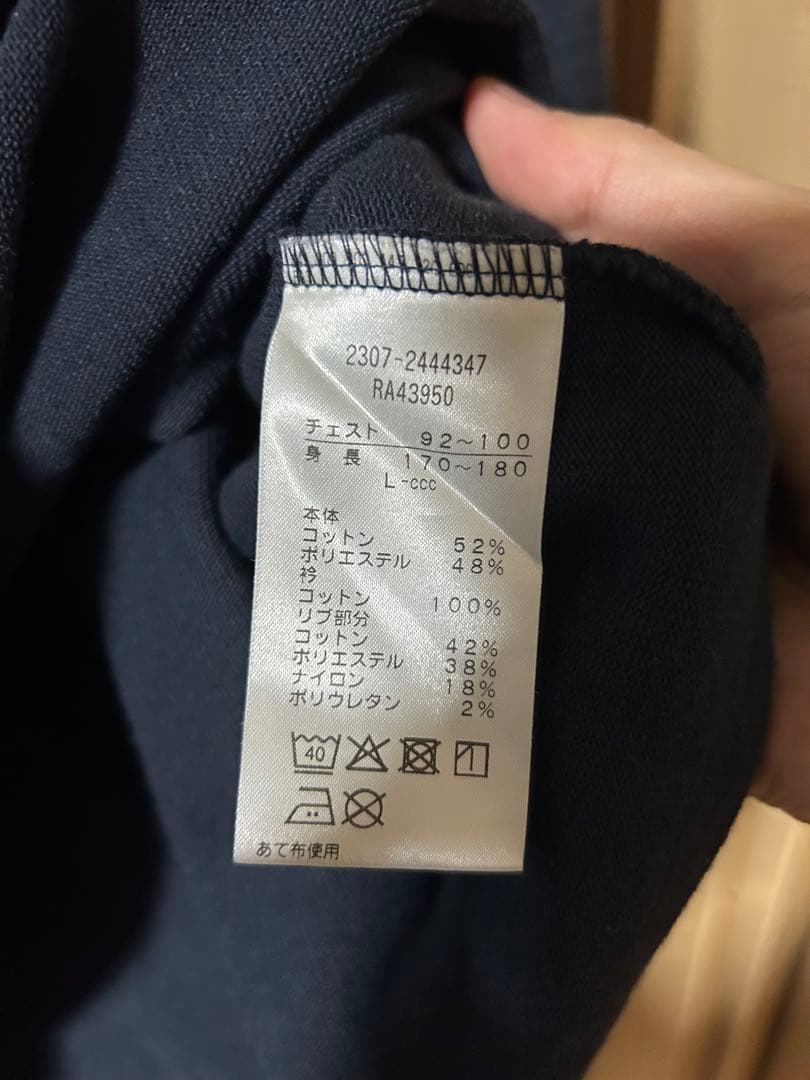 2307-2444347
RA43950
チェスト 92〜100
身長 170〜180
L-ccc
本体
コットン 52%
ポリエステル 48%
衿
コットン 100%
リブ部分
コットン 42%
ポリエステル 38%
ナイロン 18%
ポリウレタン 2%
40
あて布使用